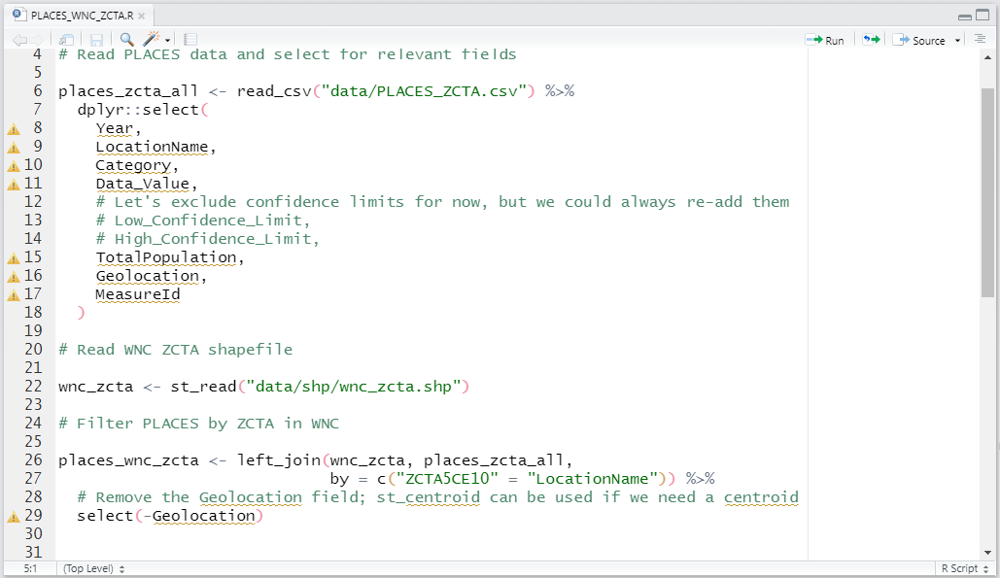 PLACES_WNC_ZCTA.R
Run
Source
4 # Read PLACES data and select for relevant fields
5
6 places_zcta_all <- read_csv("data/PLACES_ZCTA.csv") %>%
7   dplyr::select(
8     Year,
9     LocationName,
10     Category,
11     Data_Value,
12     # Let's exclude confidence limits for now, but we could always re-add them
13     # Low_Confidence_Limit,
14     # High_Confidence_Limit,
15     TotalPopulation,
16     Geolocation,
17     MeasureId
18   )
19
20 # Read WNC ZCTA shapefile
21
22 wnc_zcta <- st_read("data/shp/wnc_zcta.shp")
23
24 # Filter PLACES by ZCTA in WNC
25
26 places_wnc_zcta <- left_join(wnc_zcta, places_zcta_all,
27                              by = c("ZCTA5CE10" = "LocationName")) %>%
28   # Remove the Geolocation field; st_centroid can be used if we need a centroid
29   select(-Geolocation)
30
31
5:1 (Top Level) R Script